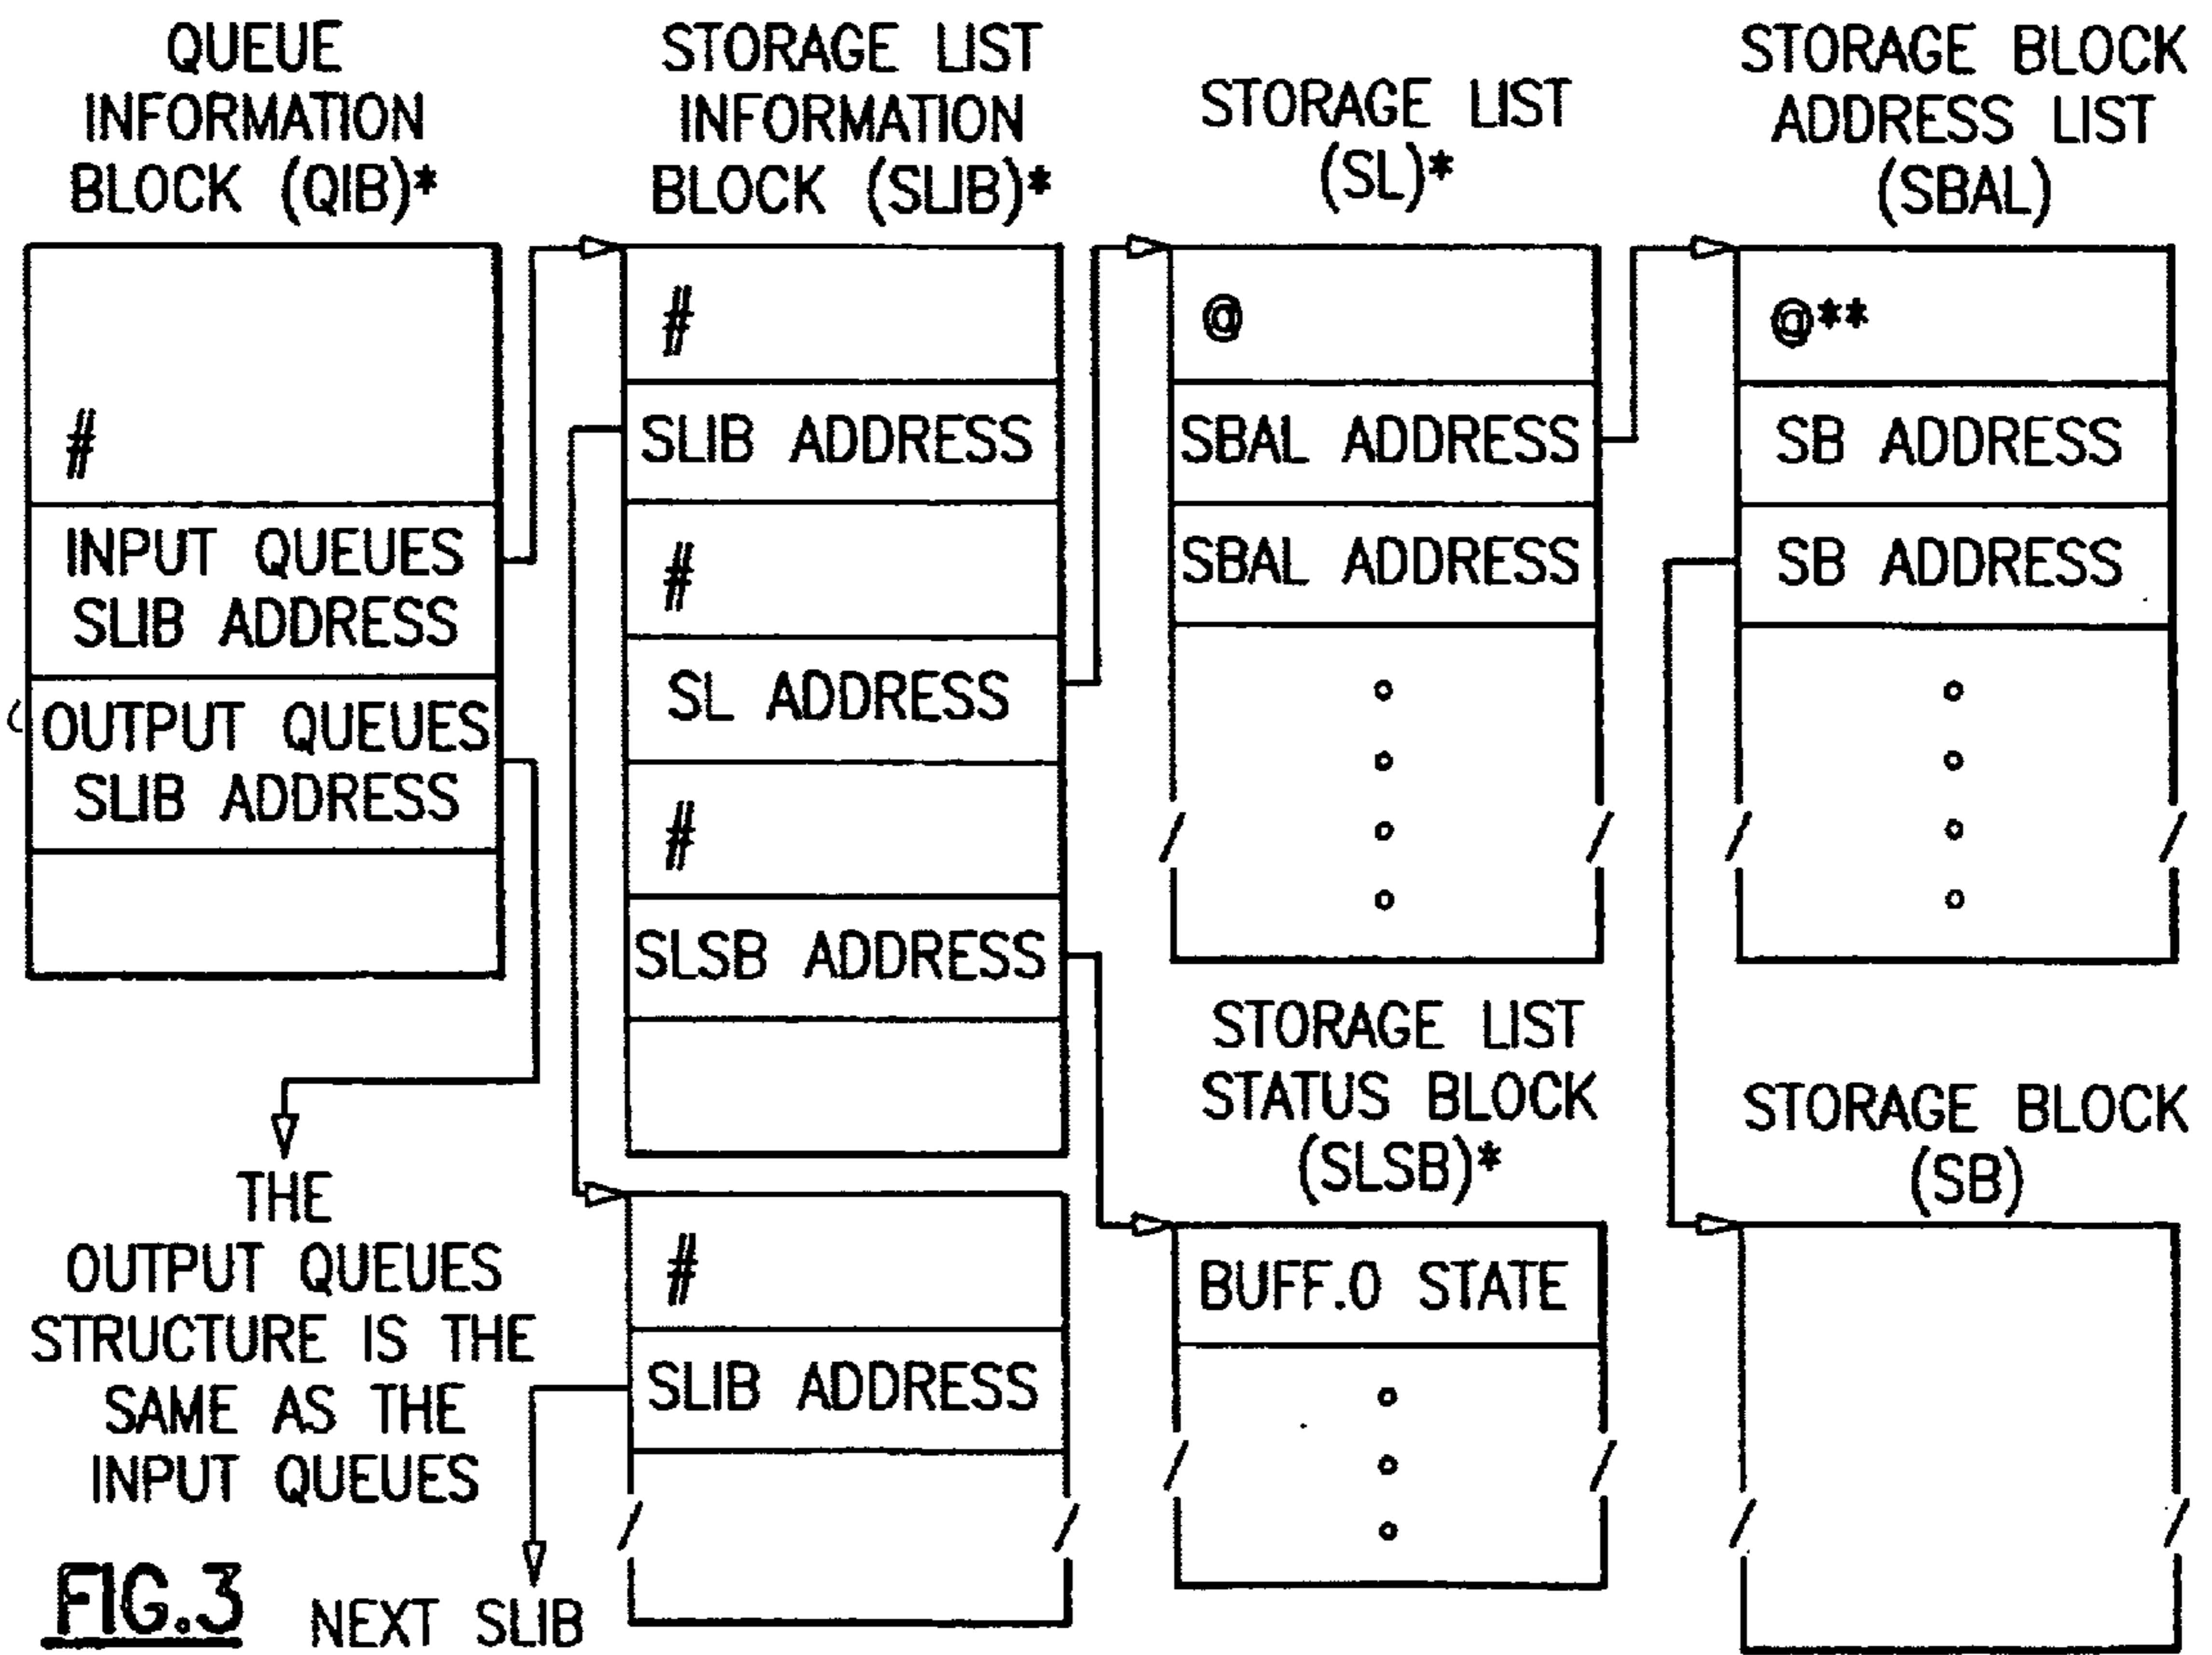 QUEUE
INFORMATION
BLOCK (QIB)*
#
INPUT QUEUES
SLIB ADDRESS
OUTPUT QUEUES
SLIB ADDRESS
THE
OUTPUT QUEUES
STRUCTURE IS THE
SAME AS THE
INPUT QUEUES
STORAGE LIST
INFORMATION
BLOCK (SLIB)*
#
SLIB ADDRESS
#
SL ADDRESS
#
SLSB ADDRESS
#
SLIB ADDRESS
NEXT SLIB
STORAGE LIST
(SL)*
@
SBAL ADDRESS
SBAL ADDRESS
STORAGE LIST
STATUS BLOCK
(SLSB)*
BUFF.0 STATE
STORAGE BLOCK
ADDRESS LIST
(SBAL)
@**
SB ADDRESS
SB ADDRESS
STORAGE BLOCK
(SB)
FIG.3